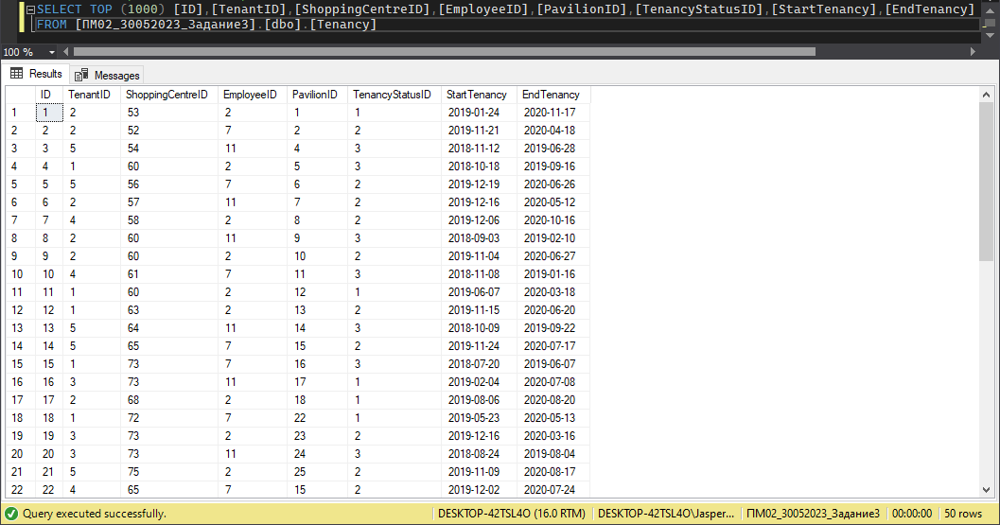 SELECT TOP (1000) [ID],[TenantID],[ShoppingCentreID],[EmployeeID],[PavilionID],[TenancyStatusID],[StartTenancy],[EndTenancy]
FROM [ПМ02_30052023_Задание3].[dbo].[Tenancy]
100 %
Results Messages
ID TenantID ShoppingCentreID EmployeeID PavilionID TenancyStatusID StartTenancy EndTenancy
1 1 2 53 2 1 1 2019-01-24 2020-11-17
2 2 2 52 7 2 2 2019-11-21 2020-04-18
3 3 5 54 11 4 3 2018-11-12 2019-06-28
4 4 1 60 2 5 3 2018-10-18 2019-09-16
5 5 5 56 7 6 2 2019-12-19 2020-06-26
6 6 2 57 11 7 2 2019-12-16 2020-05-12
7 7 4 58 2 8 2 2019-12-06 2020-10-16
8 8 2 60 11 9 3 2018-09-03 2019-02-10
9 9 2 60 2 10 2 2019-11-04 2020-06-27
10 10 4 61 7 11 3 2018-11-08 2019-01-16
11 11 1 60 2 12 1 2019-06-07 2020-03-18
12 12 1 63 2 13 2 2019-11-15 2020-06-20
13 13 5 64 11 14 3 2018-10-09 2019-09-22
14 14 5 65 7 15 2 2019-11-24 2020-07-17
15 15 1 73 7 16 3 2018-07-20 2019-06-07
16 16 3 73 11 17 1 2019-02-04 2020-07-08
17 17 2 68 2 18 1 2019-08-06 2020-08-20
18 18 1 72 7 22 1 2019-05-23 2020-05-13
19 19 3 73 2 23 2 2019-12-16 2020-03-16
20 20 3 73 11 24 3 2018-08-24 2019-08-04
21 21 5 75 2 25 2 2019-11-09 2020-08-17
22 22 4 65 7 15 2 2019-12-02 2020-07-24
Query executed successfully. DESKTOP-42TSL4O (16.0 RTM) DESKTOP-42TSL4O\Jasper... ПМ02_30052023_Задание3 00:00:00 50 rows